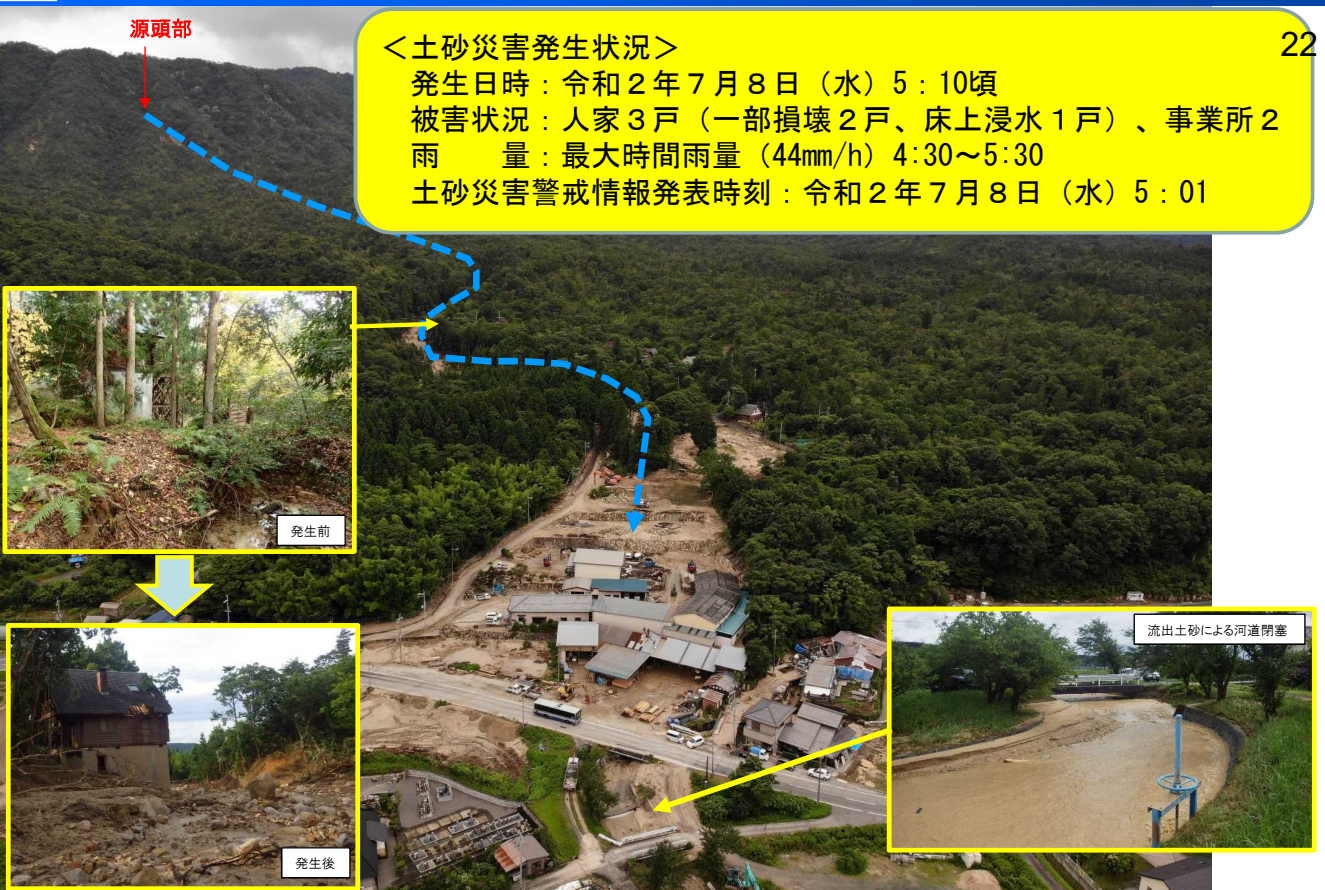 源頭部
22
＜土砂災害発生状況＞
発生日時：令和２年７月８日（水）5：10頃
被害状況：人家３戸（一部損壊２戸、床上浸水１戸）、事業所２
雨　　量：最大時間雨量（44mm/h）4:30～5:30
土砂災害警戒情報発表時刻：令和２年７月８日（水）5：01
発生前
発生後
流出土砂による河道閉塞